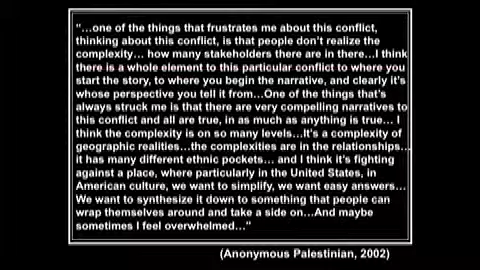 "…one of the things that frustrates me about this conflict,
thinking about this conflict, is that people don't realize the
complexity… how many stakeholders there are in there…I think
there is a whole element to this particular conflict to where you
start the story, to where you begin the narrative, and clearly it's
whose perspective you tell it from…One of the things that's
always struck me is that there are very compelling narratives to
this conflict and all are true, in as much as anything is true… I
think the complexity is on so many levels…It's a complexity of
geographic realities…the complexities are in the relationships…
it has many different ethnic pockets… and I think it's fighting
against a place, where particularly in the United States, in
American culture, we want to simplify, we want easy answers…
We want to synthesize it down to something that people can
wrap themselves around and take a side on…And maybe
sometimes I feel overwhelmed…"
(Anonymous Palestinian, 2002)